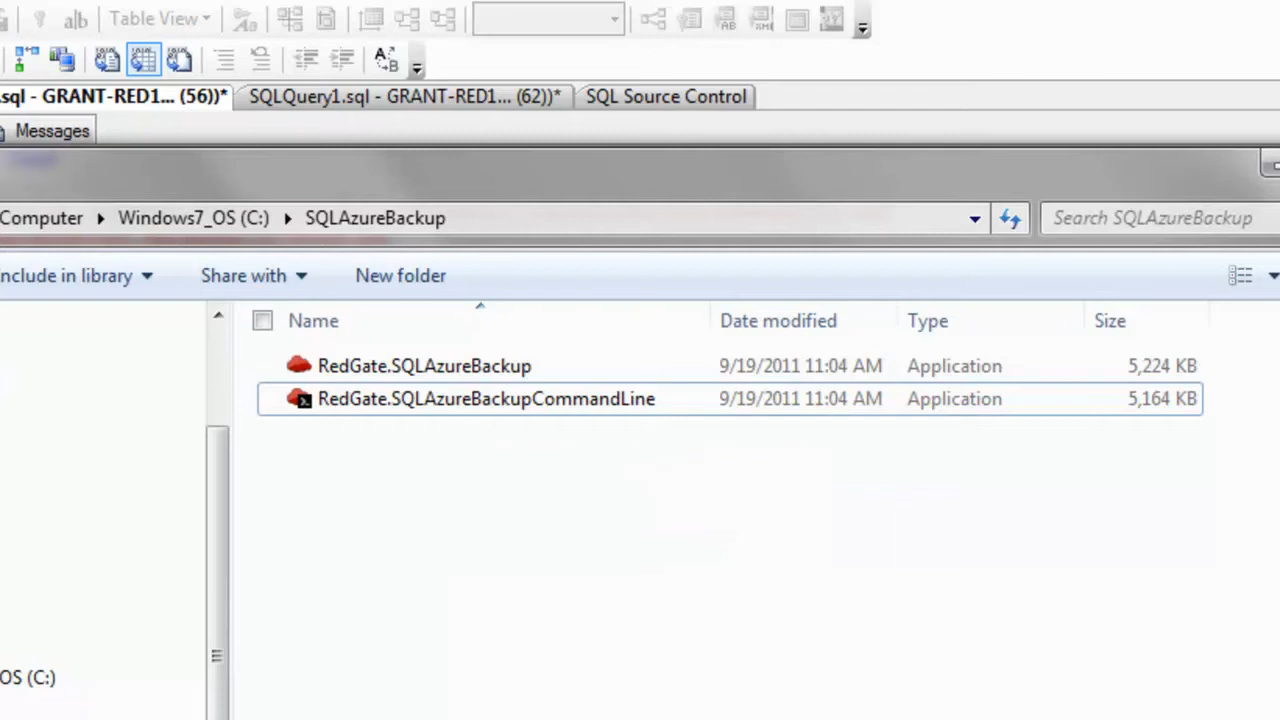 ab| Table View
.sql - GRANT-RED1... (56))* SQLQuery1.sql - GRANT-RED1... (62))* SQL Source Control
Messages
Computer Windows7_OS (C:) SQLAzureBackup Search SQLAzureBackup
nclude in library Share with New folder
Name Date modified Type Size
RedGate.SQLAzureBackup 9/19/2011 11:04 AM Application 5,224 KB
RedGate.SQLAzureBackupCommandLine 9/19/2011 11:04 AM Application 5,164 KB
OS (C:)